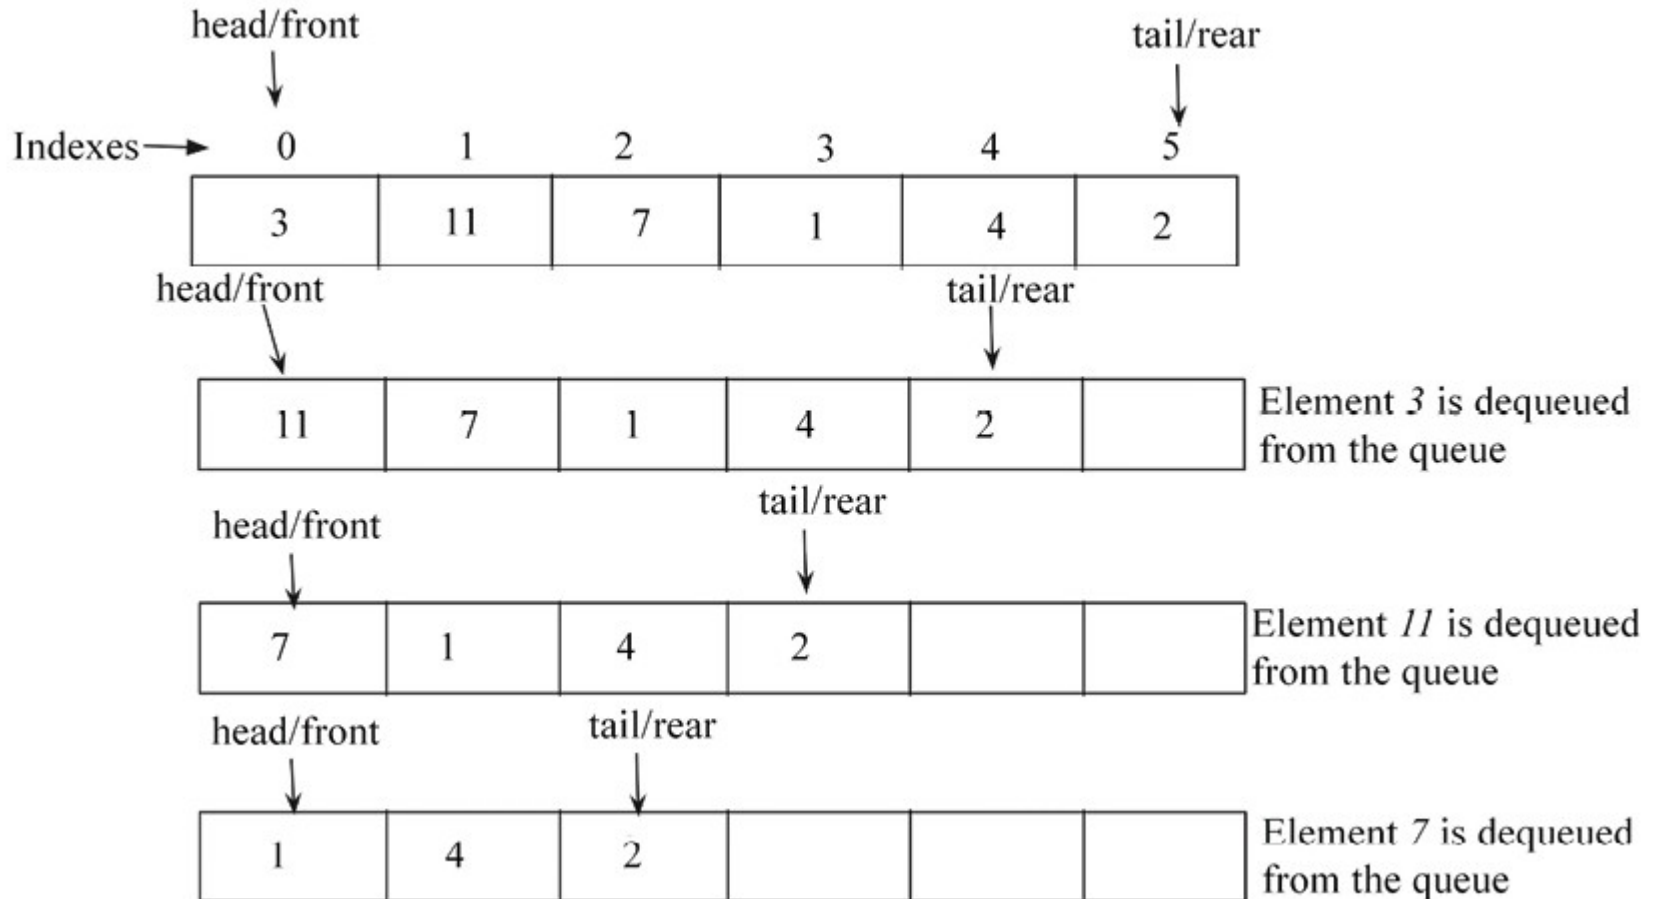 head/front
tail/rear
Indexes 0 1 2 3 4 5
3 11 7 1 4 2
head/front tail/rear
11 7 1 4 2
Element 3 is dequeued
from the queue
tail/rear
head/front
7 1 4 2
Element 11 is dequeued
from the queue
head/front tail/rear
1 4 2
Element 7 is dequeued
from the queue